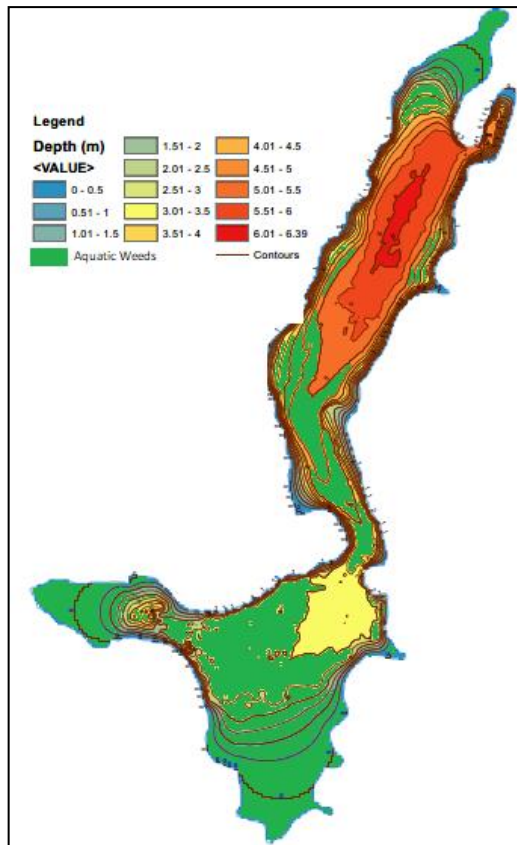 Legend
Depth (m)
<VALUE>
0 - 0.5
0.51 - 1
1.01 - 1.5
1.51 - 2
2.01 - 2.5
2.51 - 3
3.01 - 3.5
3.51 - 4
4.01 - 4.5
4.51 - 5
5.01 - 5.5
5.51 - 6
6.01 - 6.39
Aquatic Weeds
Contours